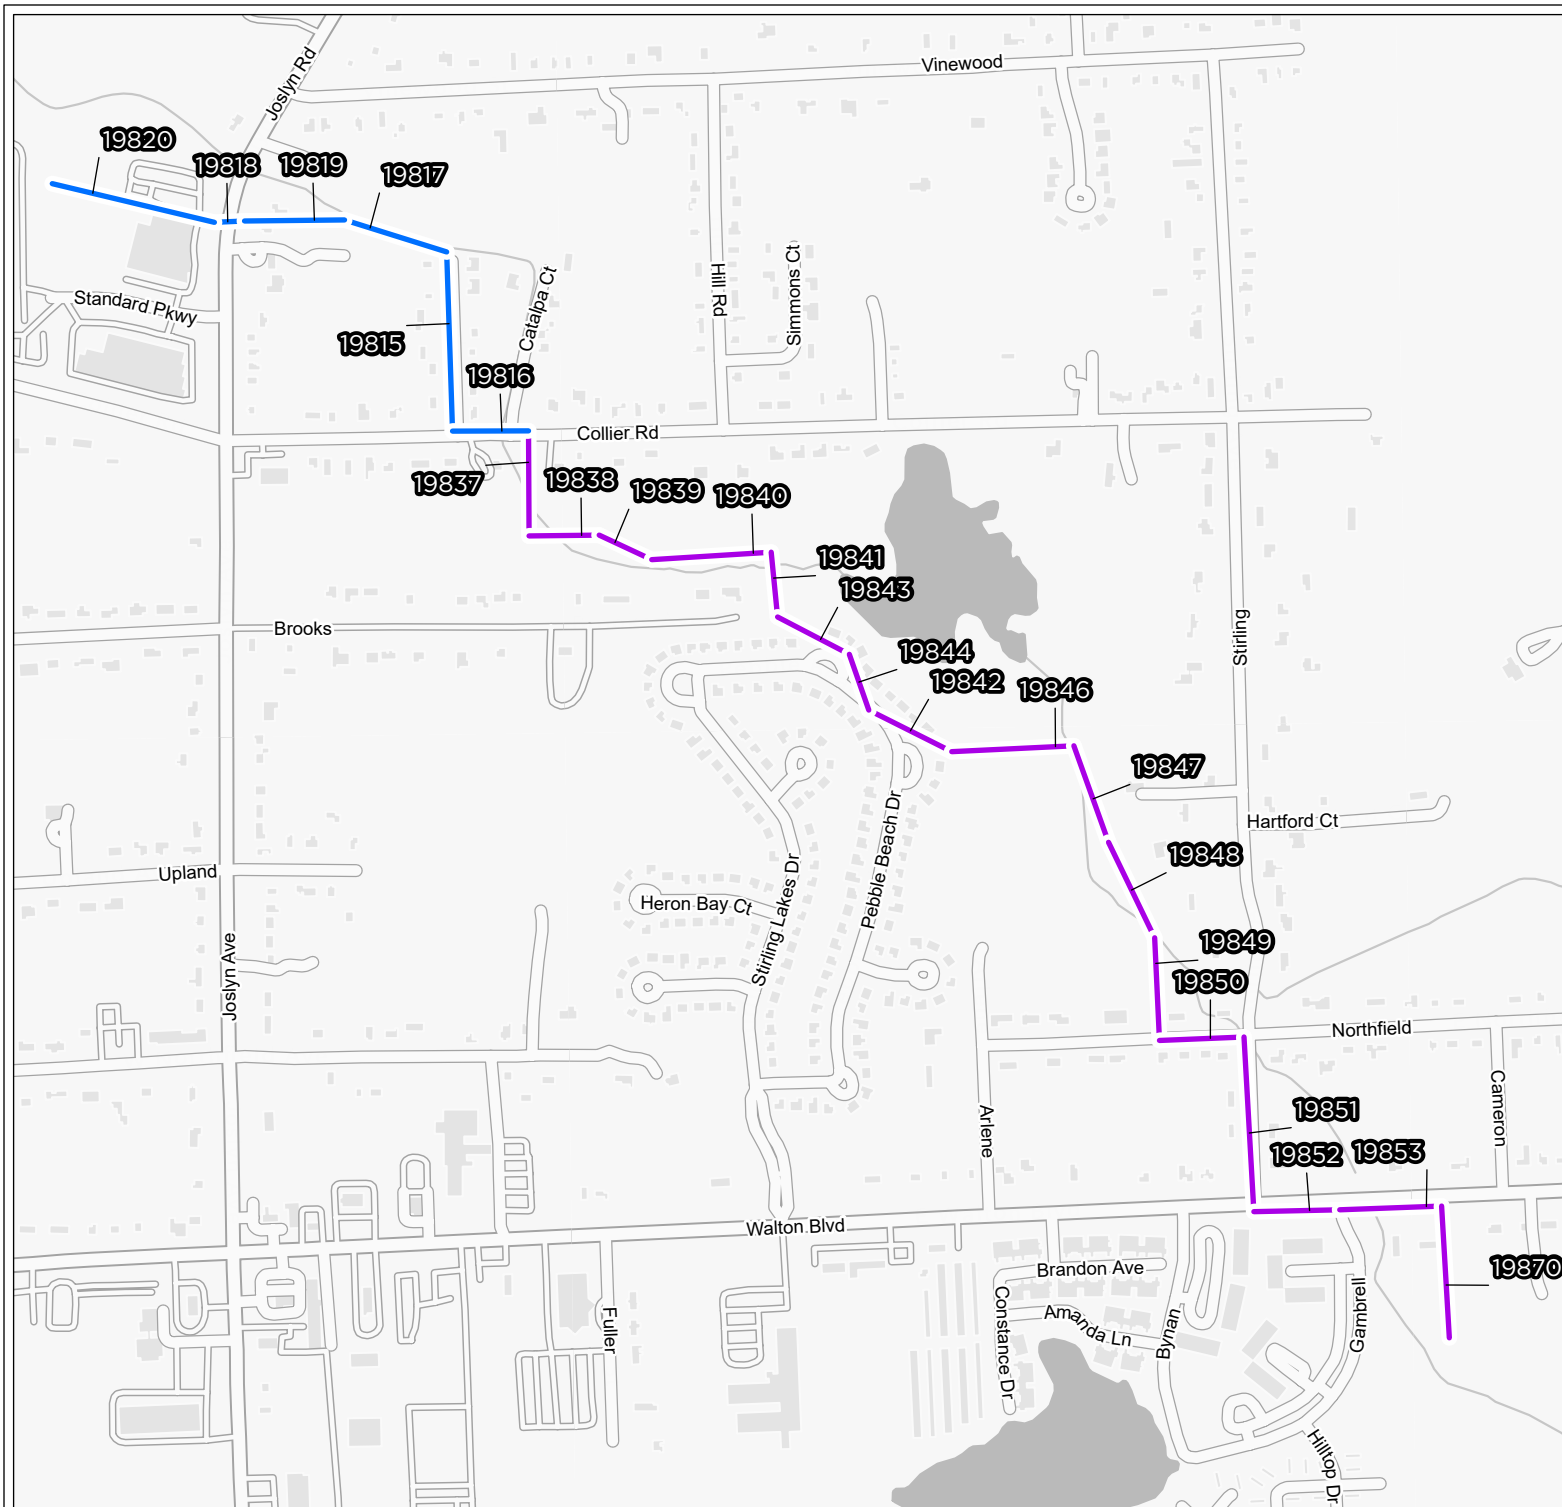 Joslyn Rd
Vinewood
19820
19818
19819
19817
Standard Pkwy
19815
Catalpa Ct
Hill Rd
Simmons Ct
19816
Collier Rd
19837
19838
19839
19840
19841
19843
Brooks
Stirling
19844
19842
19846
19847
Hartford Ct
Upland
19848
Pebble Beach Dr
Heron Bay Ct
Stirling Lakes Dr
Joslyn Ave
19849
19850
Northfield
Cameron
Arlene
19851
19852
19853
Walton Blvd
19870
Brandon Ave
Constance Dr
Amanda Ln
Bynan
Gambrell
Fuller
Hilltop Dr